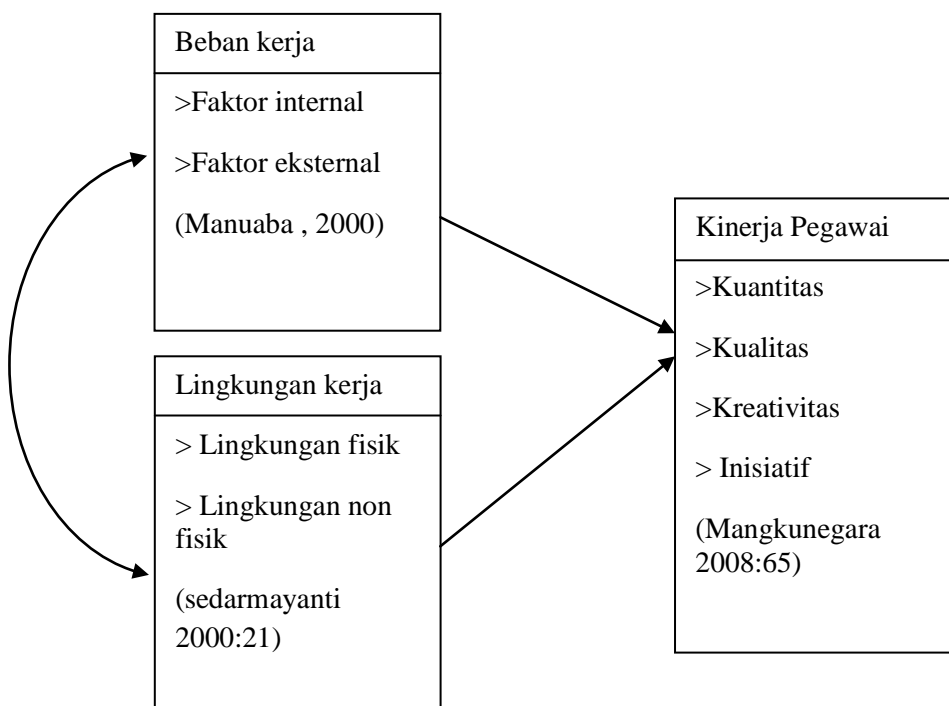 Beban kerja
>Faktor internal
>Faktor eksternal
(Manuaba , 2000)
Lingkungan kerja
> Lingkungan fisik
> Lingkungan non
fisik
(sedarmayanti
2000:21)
Kinerja Pegawai
>Kuantitas
>Kualitas
>Kreativitas
> Inisiatif
(Mangkunegara
2008:65)